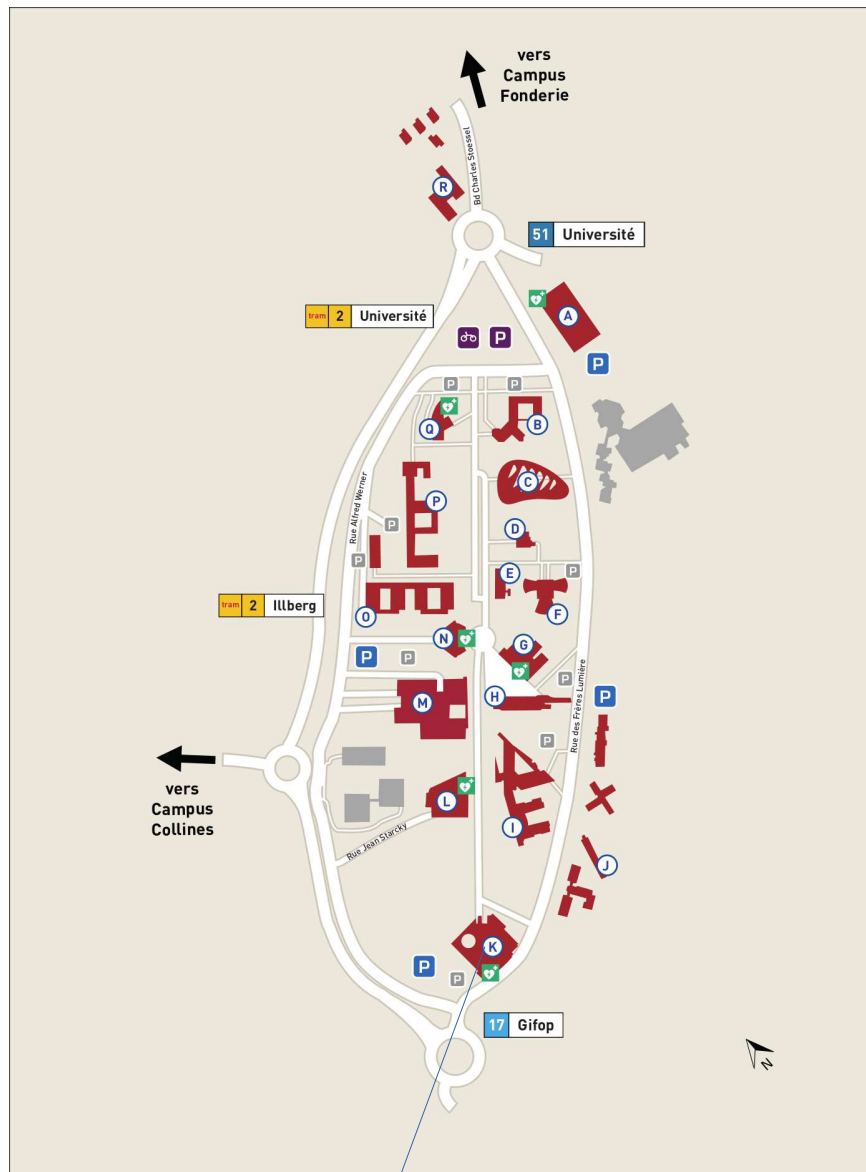 vers
Campus
Fonderie
Bd Charles Stoessel
R
51 Université
A
tram 2 Université
P
P
P
P
Q
B
C
P
Rue Alfred Werner
P
D
P
E
P
F
tram 2 Illberg
O
N
G
P
P
P
H
M
P
Rue des Frères Lumière
P
vers
Campus
Collines
L
I
Rue Jean Starcky
J
K
P
P
17 Gifop
N